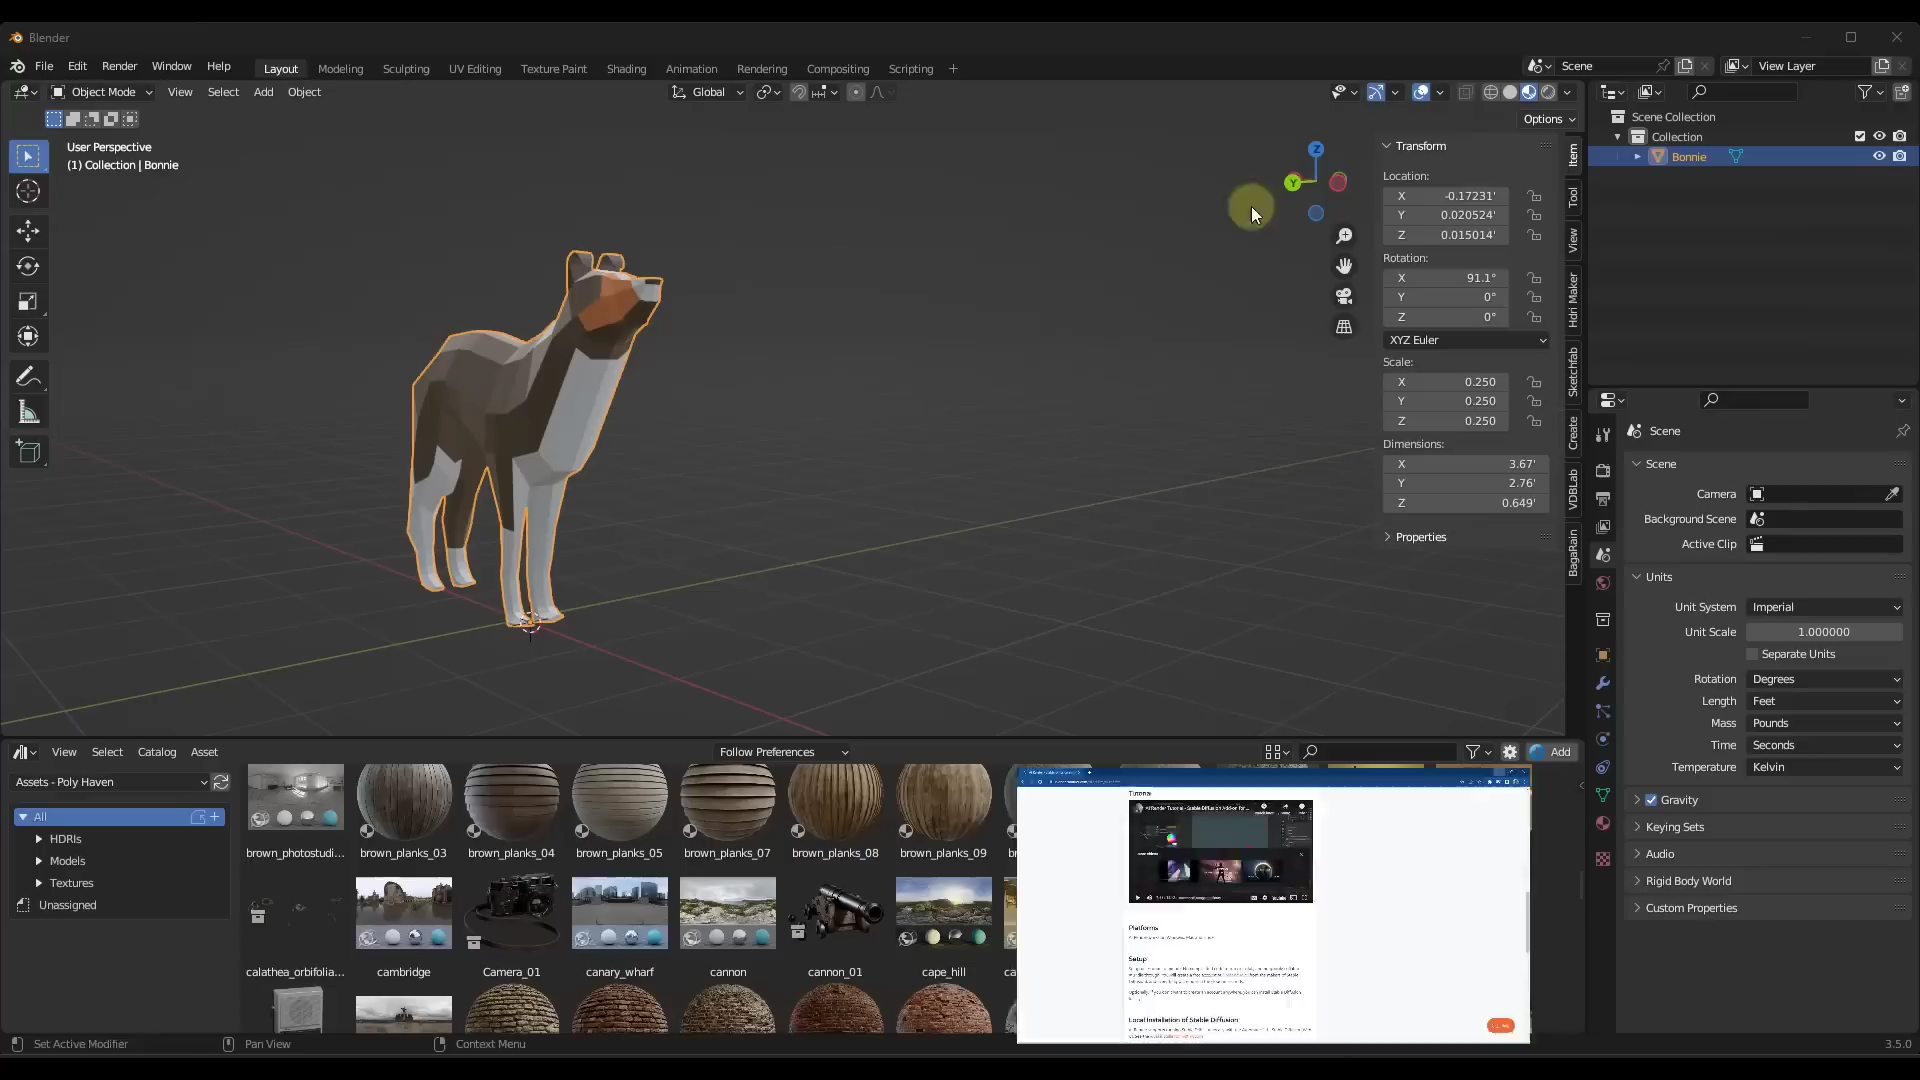 Blender
File Edit Render Window Help
Layout Modeling Sculpting UV Editing Texture Paint Shading Animation Rendering Compositing Scripting +
Scene
View Layer
Object Mode View Select Add Object
Global
Options
User Perspective
(1) Collection | Bonnie
Z
Y
Transform
Location:
X -0.17231'
Y 0.020524'
Z 0.015014'
Rotation:
X 91.1°
Y 0°
Z 0°
XYZ Euler
Scale:
X 0.250
Y 0.250
Z 0.250
Dimensions:
X 3.67'
Y 2.76'
Z 0.649'
Properties
Item
Tool
View
Hdri Maker
Sketchfab
Create
VDBLab
BagaRain
Scene Collection
Collection
Bonnie
Scene
Scene
Camera
Background Scene
Active Clip
Units
Unit System Imperial
Unit Scale 1.000000
Separate Units
Rotation Degrees
Length Feet
Mass Pounds
Time Seconds
Temperature Kelvin
Gravity
Keying Sets
Audio
Rigid Body World
Custom Properties
View Select Catalog Asset
Follow Preferences
Add
Assets - Poly Haven
All
HDRIs
Models
Textures
Unassigned
brown_photostudi...
brown_planks_03
brown_planks_04
brown_planks_05
brown_planks_07
brown_planks_08
brown_planks_09
calathea_orbifolia...
cambridge
Camera_01
canary_wharf
cannon
cannon_01
cape_hill
Tutorial
Platforms
Setup
Local Installation of Stable Diffusion
Set Active Modifier
Pan View
Context Menu
3.5.0